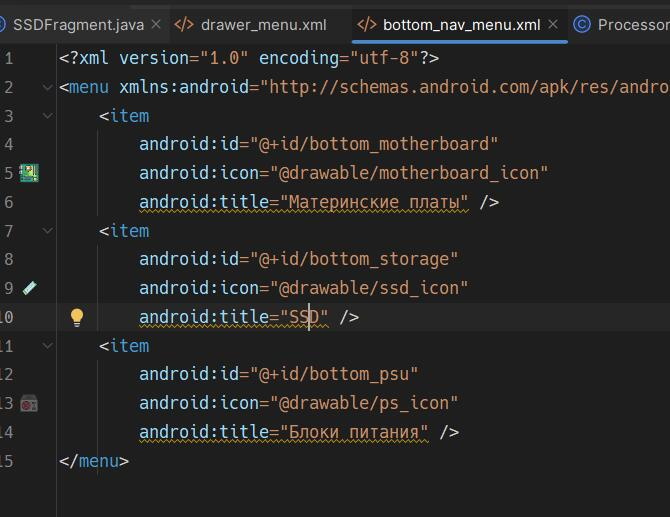 SSDFragment.java
drawer_menu.xml
bottom_nav_menu.xml
Processor
1 <?xml version="1.0" encoding="utf-8"?>
2 <menu xmlns:android="http://schemas.android.com/apk/res/andro
3 <item
4 android:id="@+id/bottom_motherboard"
5 android:icon="@drawable/motherboard_icon"
6 android:title="Материнские платы" />
7 <item
8 android:id="@+id/bottom_storage"
9 android:icon="@drawable/ssd_icon"
10 android:title="SSD" />
11 <item
12 android:id="@+id/bottom_psu"
13 android:icon="@drawable/ps_icon"
14 android:title="Блоки питания" />
15 </menu>